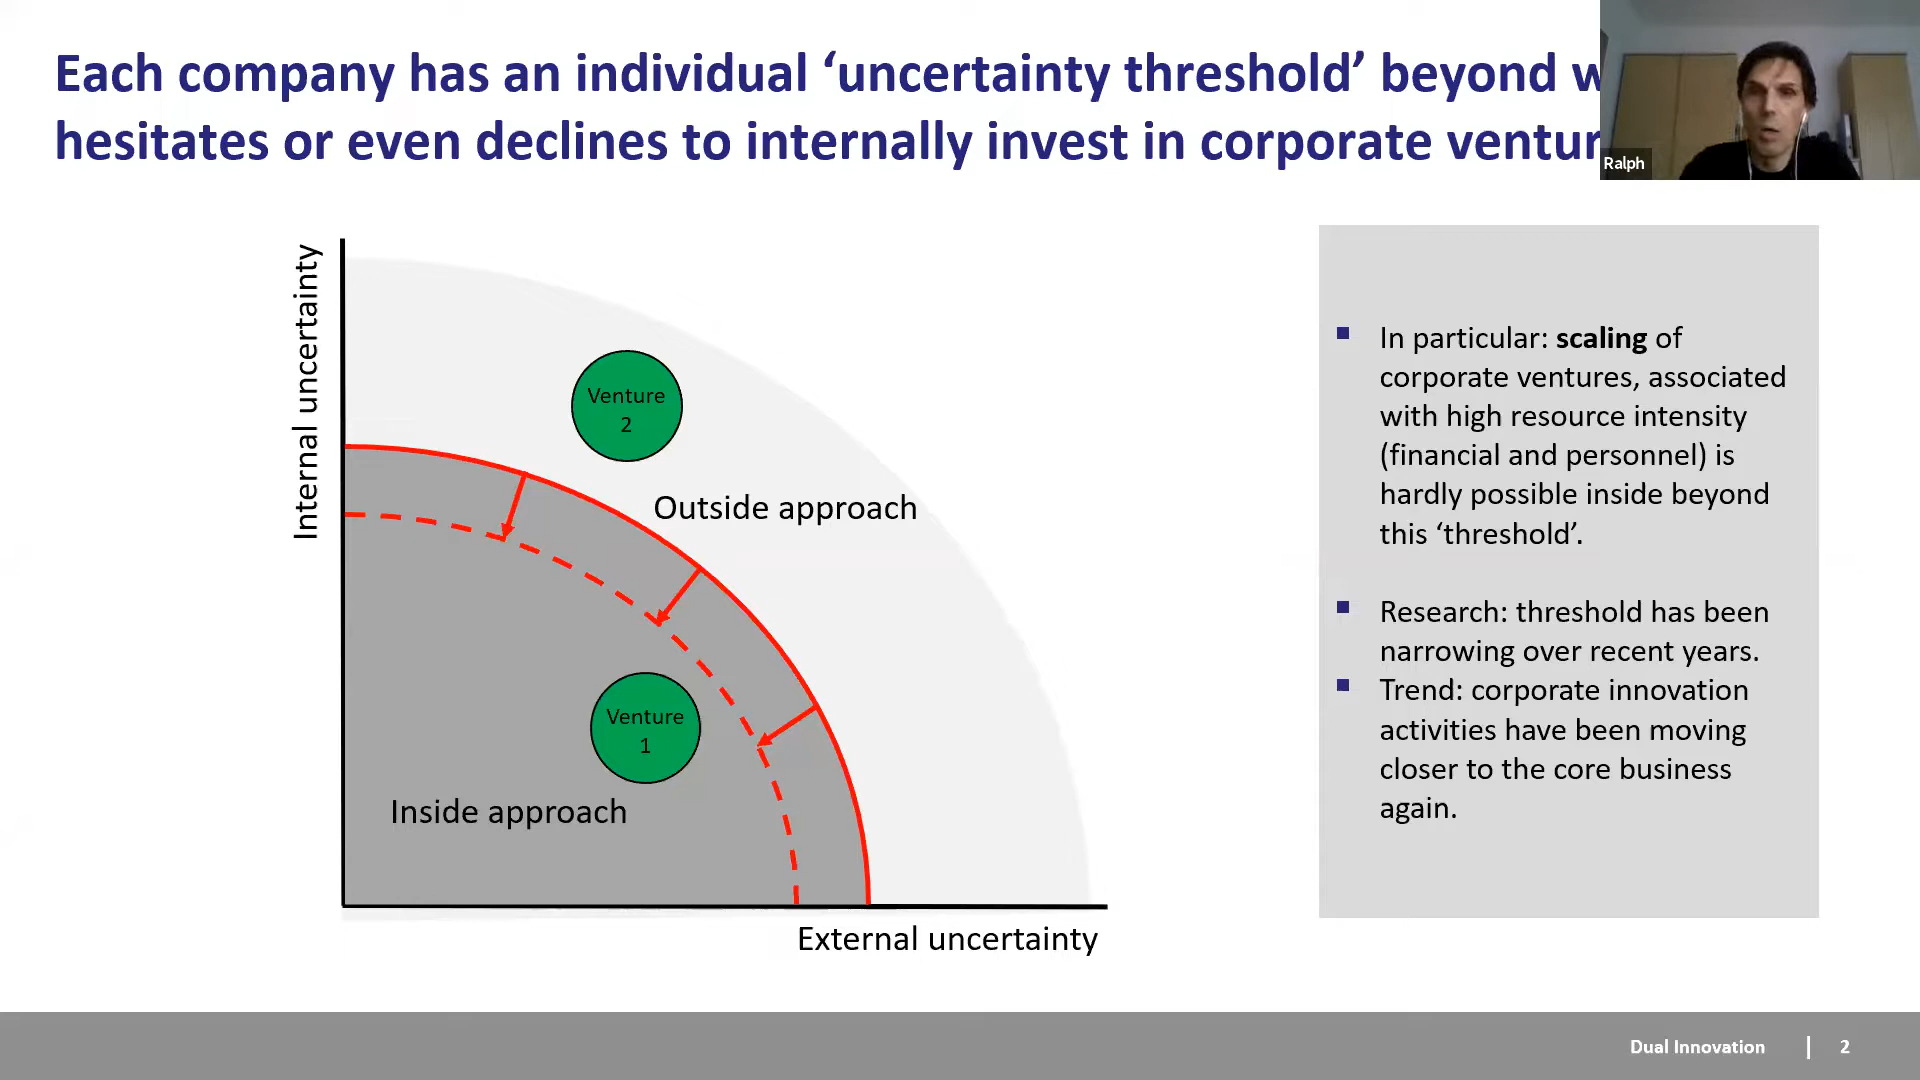 Each company has an individual ‘uncertainty threshold’ beyond
hesitates or even declines to internally invest in corporate
Ralph
Internal uncertainty
Venture
2
Outside approach
Venture
1
Inside approach
External uncertainty
In particular: scaling of
corporate ventures, associated
with high resource intensity
(financial and personnel) is
hardly possible inside beyond
this ‘threshold’.
Research: threshold has been
narrowing over recent years.
Trend: corporate innovation
activities have been moving
closer to the core business
again.
Dual Innovation | 2